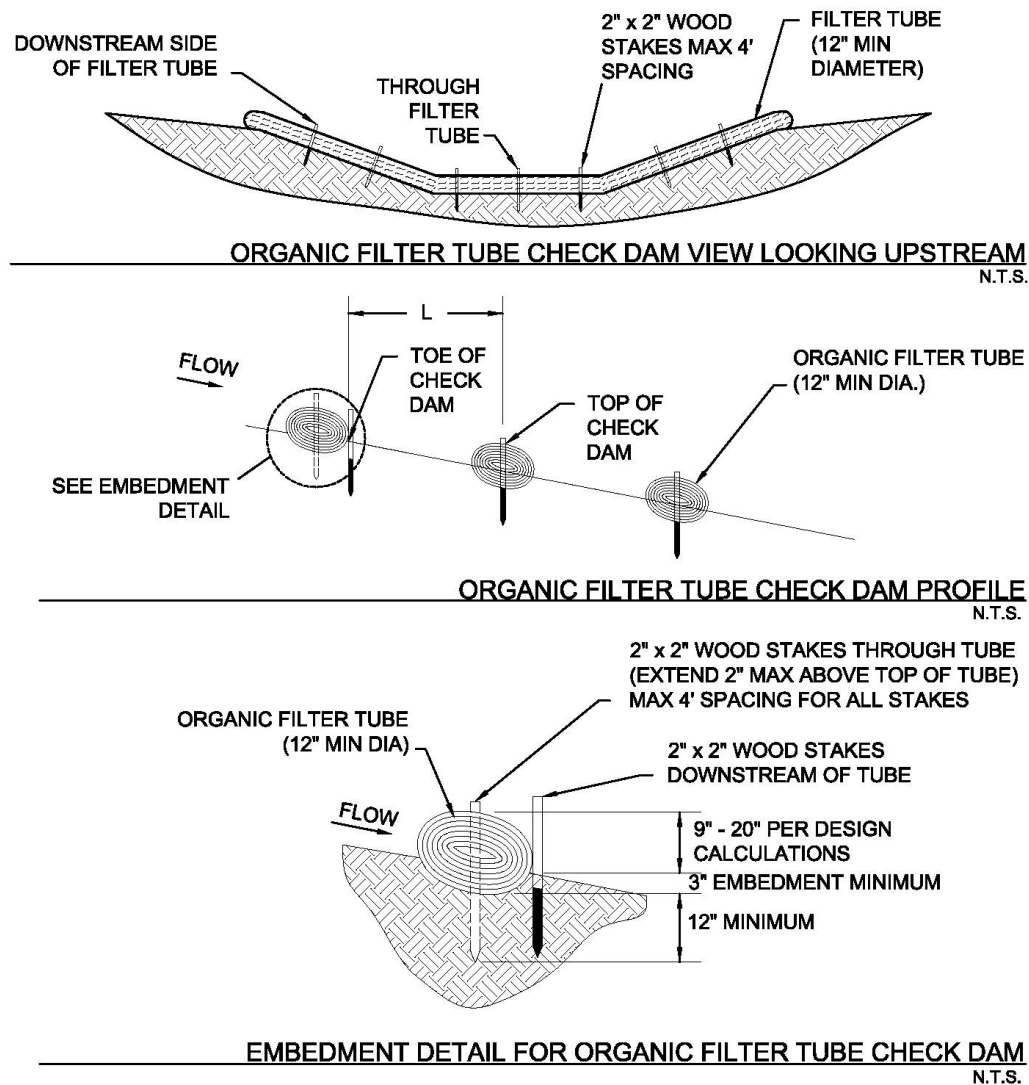 DOWNSTREAM SIDE
OF FILTER TUBE
THROUGH
FILTER
TUBE
2" x 2" WOOD
STAKES MAX 4'
SPACING
FILTER TUBE
(12" MIN
DIAMETER)
ORGANIC FILTER TUBE CHECK DAM VIEW LOOKING UPSTREAM
N.T.S.
L
FLOW
TOE OF
CHECK
DAM
TOP OF
CHECK
DAM
ORGANIC FILTER TUBE
(12" MIN DIA.)
SEE EMBEDMENT
DETAIL
ORGANIC FILTER TUBE CHECK DAM PROFILE
N.T.S.
2" x 2" WOOD STAKES THROUGH TUBE
(EXTEND 2" MAX ABOVE TOP OF TUBE)
MAX 4' SPACING FOR ALL STAKES
ORGANIC FILTER TUBE
(12" MIN DIA)
2" x 2" WOOD STAKES
DOWNSTREAM OF TUBE
FLOW
9" - 20" PER DESIGN
CALCULATIONS
3" EMBEDMENT MINIMUM
12" MINIMUM
EMBEDMENT DETAIL FOR ORGANIC FILTER TUBE CHECK DAM
N.T.S.